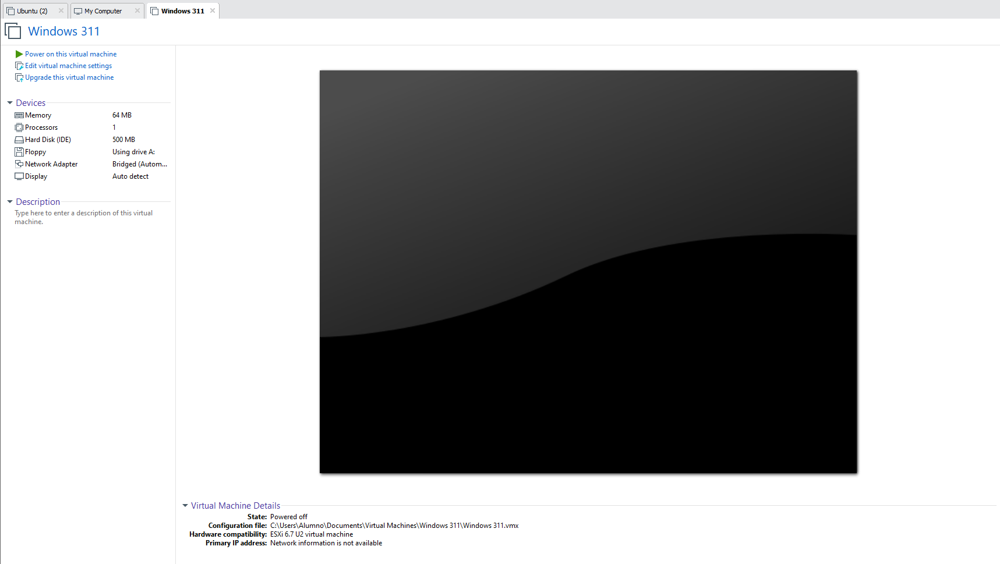 Ubuntu (2)
My Computer
Windows 311
Windows 311
Power on this virtual machine
Edit virtual machine settings
Upgrade this virtual machine
Devices
Memory 64 MB
Processors 1
Hard Disk (IDE) 500 MB
Floppy Using drive A:
Network Adapter Bridged (Autom...
Display Auto detect
Description
Type here to enter a description of this virtual
machine.
Virtual Machine Details
State: Powered off
Configuration file: C:\Users\Alumno\Documents\Virtual Machines\Windows 311\Windows 311.vmx
Hardware compatibility: ESXi 6.7 U2 virtual machine
Primary IP address: Network information is not available